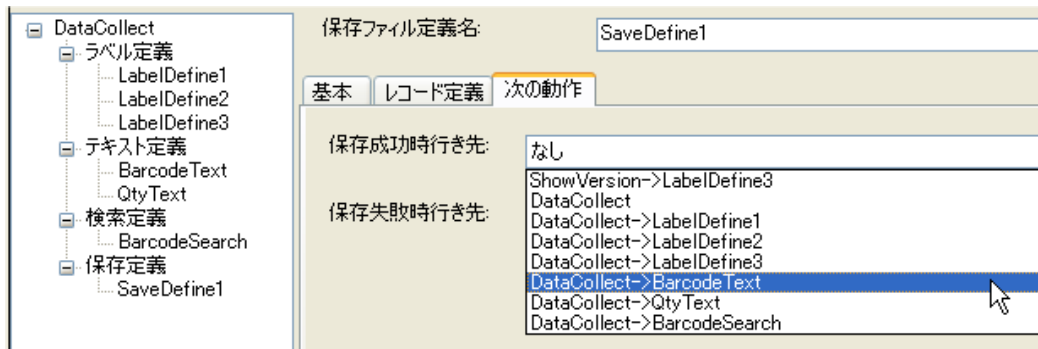 DataCollect
ラベル定義
LabelDefine1
LabelDefine2
LabelDefine3
テキスト定義
BarcodeText
QtyText
検索定義
BarcodeSearch
保存定義
SaveDefine1
保存ファイル定義名:
SaveDefine1
基本
レコード定義
次の動作
保存成功時行き先:
なし
ShowVersion->LabelDefine3
DataCollect
DataCollect->LabelDefine1
DataCollect->LabelDefine2
DataCollect->LabelDefine3
DataCollect->BarcodeText
DataCollect->QtyText
DataCollect->BarcodeSearch
保存失敗時行き先: